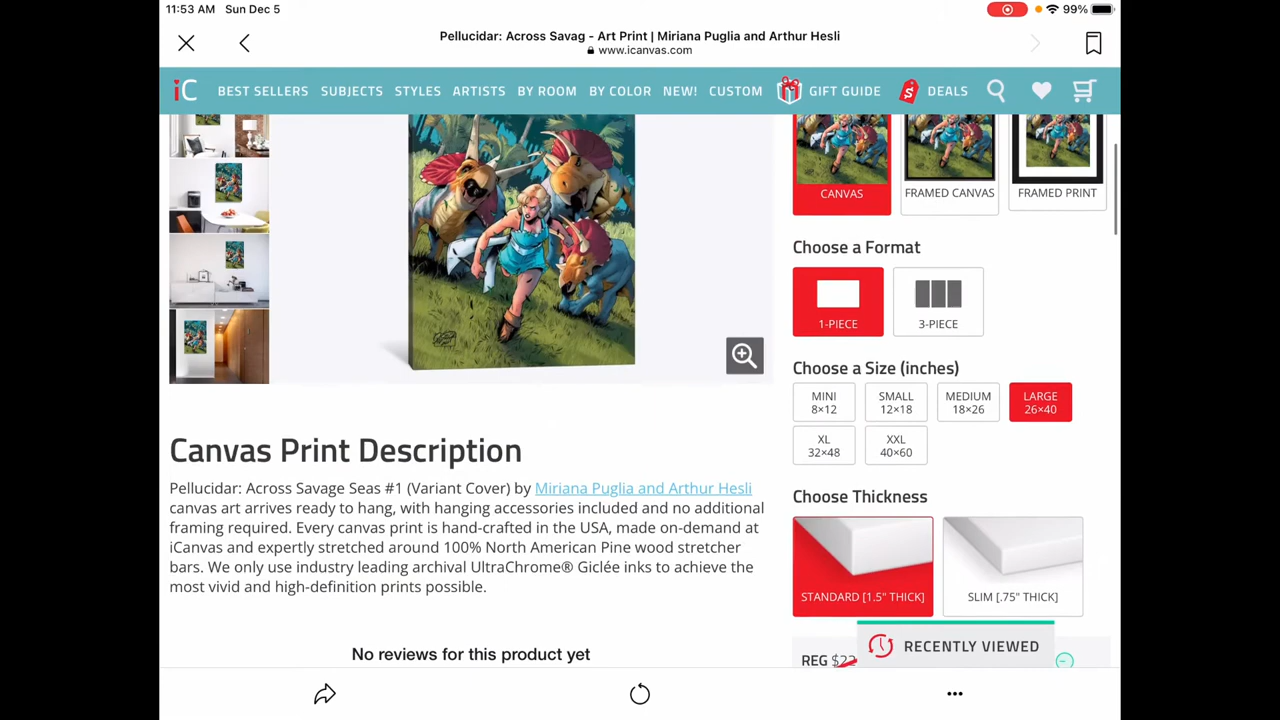 11:53 AM Sun Dec 5
99%
Pellucidar: Across Savag - Art Print | Miriana Puglia and Arthur Hesli
www.icanvas.com
iC BEST SELLERS SUBJECTS STYLES ARTISTS BY ROOM BY COLOR NEW! CUSTOM GIFT GUIDE $ DEALS
CANVAS FRAMED CANVAS FRAMED PRINT
Choose a Format
1-PIECE 3-PIECE
Choose a Size (inches)
MINI SMALL MEDIUM LARGE
8×12 12×18 18×26 26×40
XL XXL
32×48 40×60
Choose Thickness
STANDARD [1.5" THICK] SLIM [.75" THICK]
REG
RECENTLY VIEWED
Canvas Print Description
Pellucidar: Across Savage Seas #1 (Variant Cover) by Miriana Puglia and Arthur Hesli
canvas art arrives ready to hang, with hanging accessories included and no additional
framing required. Every canvas print is hand-crafted in the USA, made on-demand at
iCanvas and expertly stretched around 100% North American Pine wood stretcher
bars. We only use industry leading archival UltraChrome® Giclée inks to achieve the
most vivid and high-definition prints possible.
No reviews for this product yet